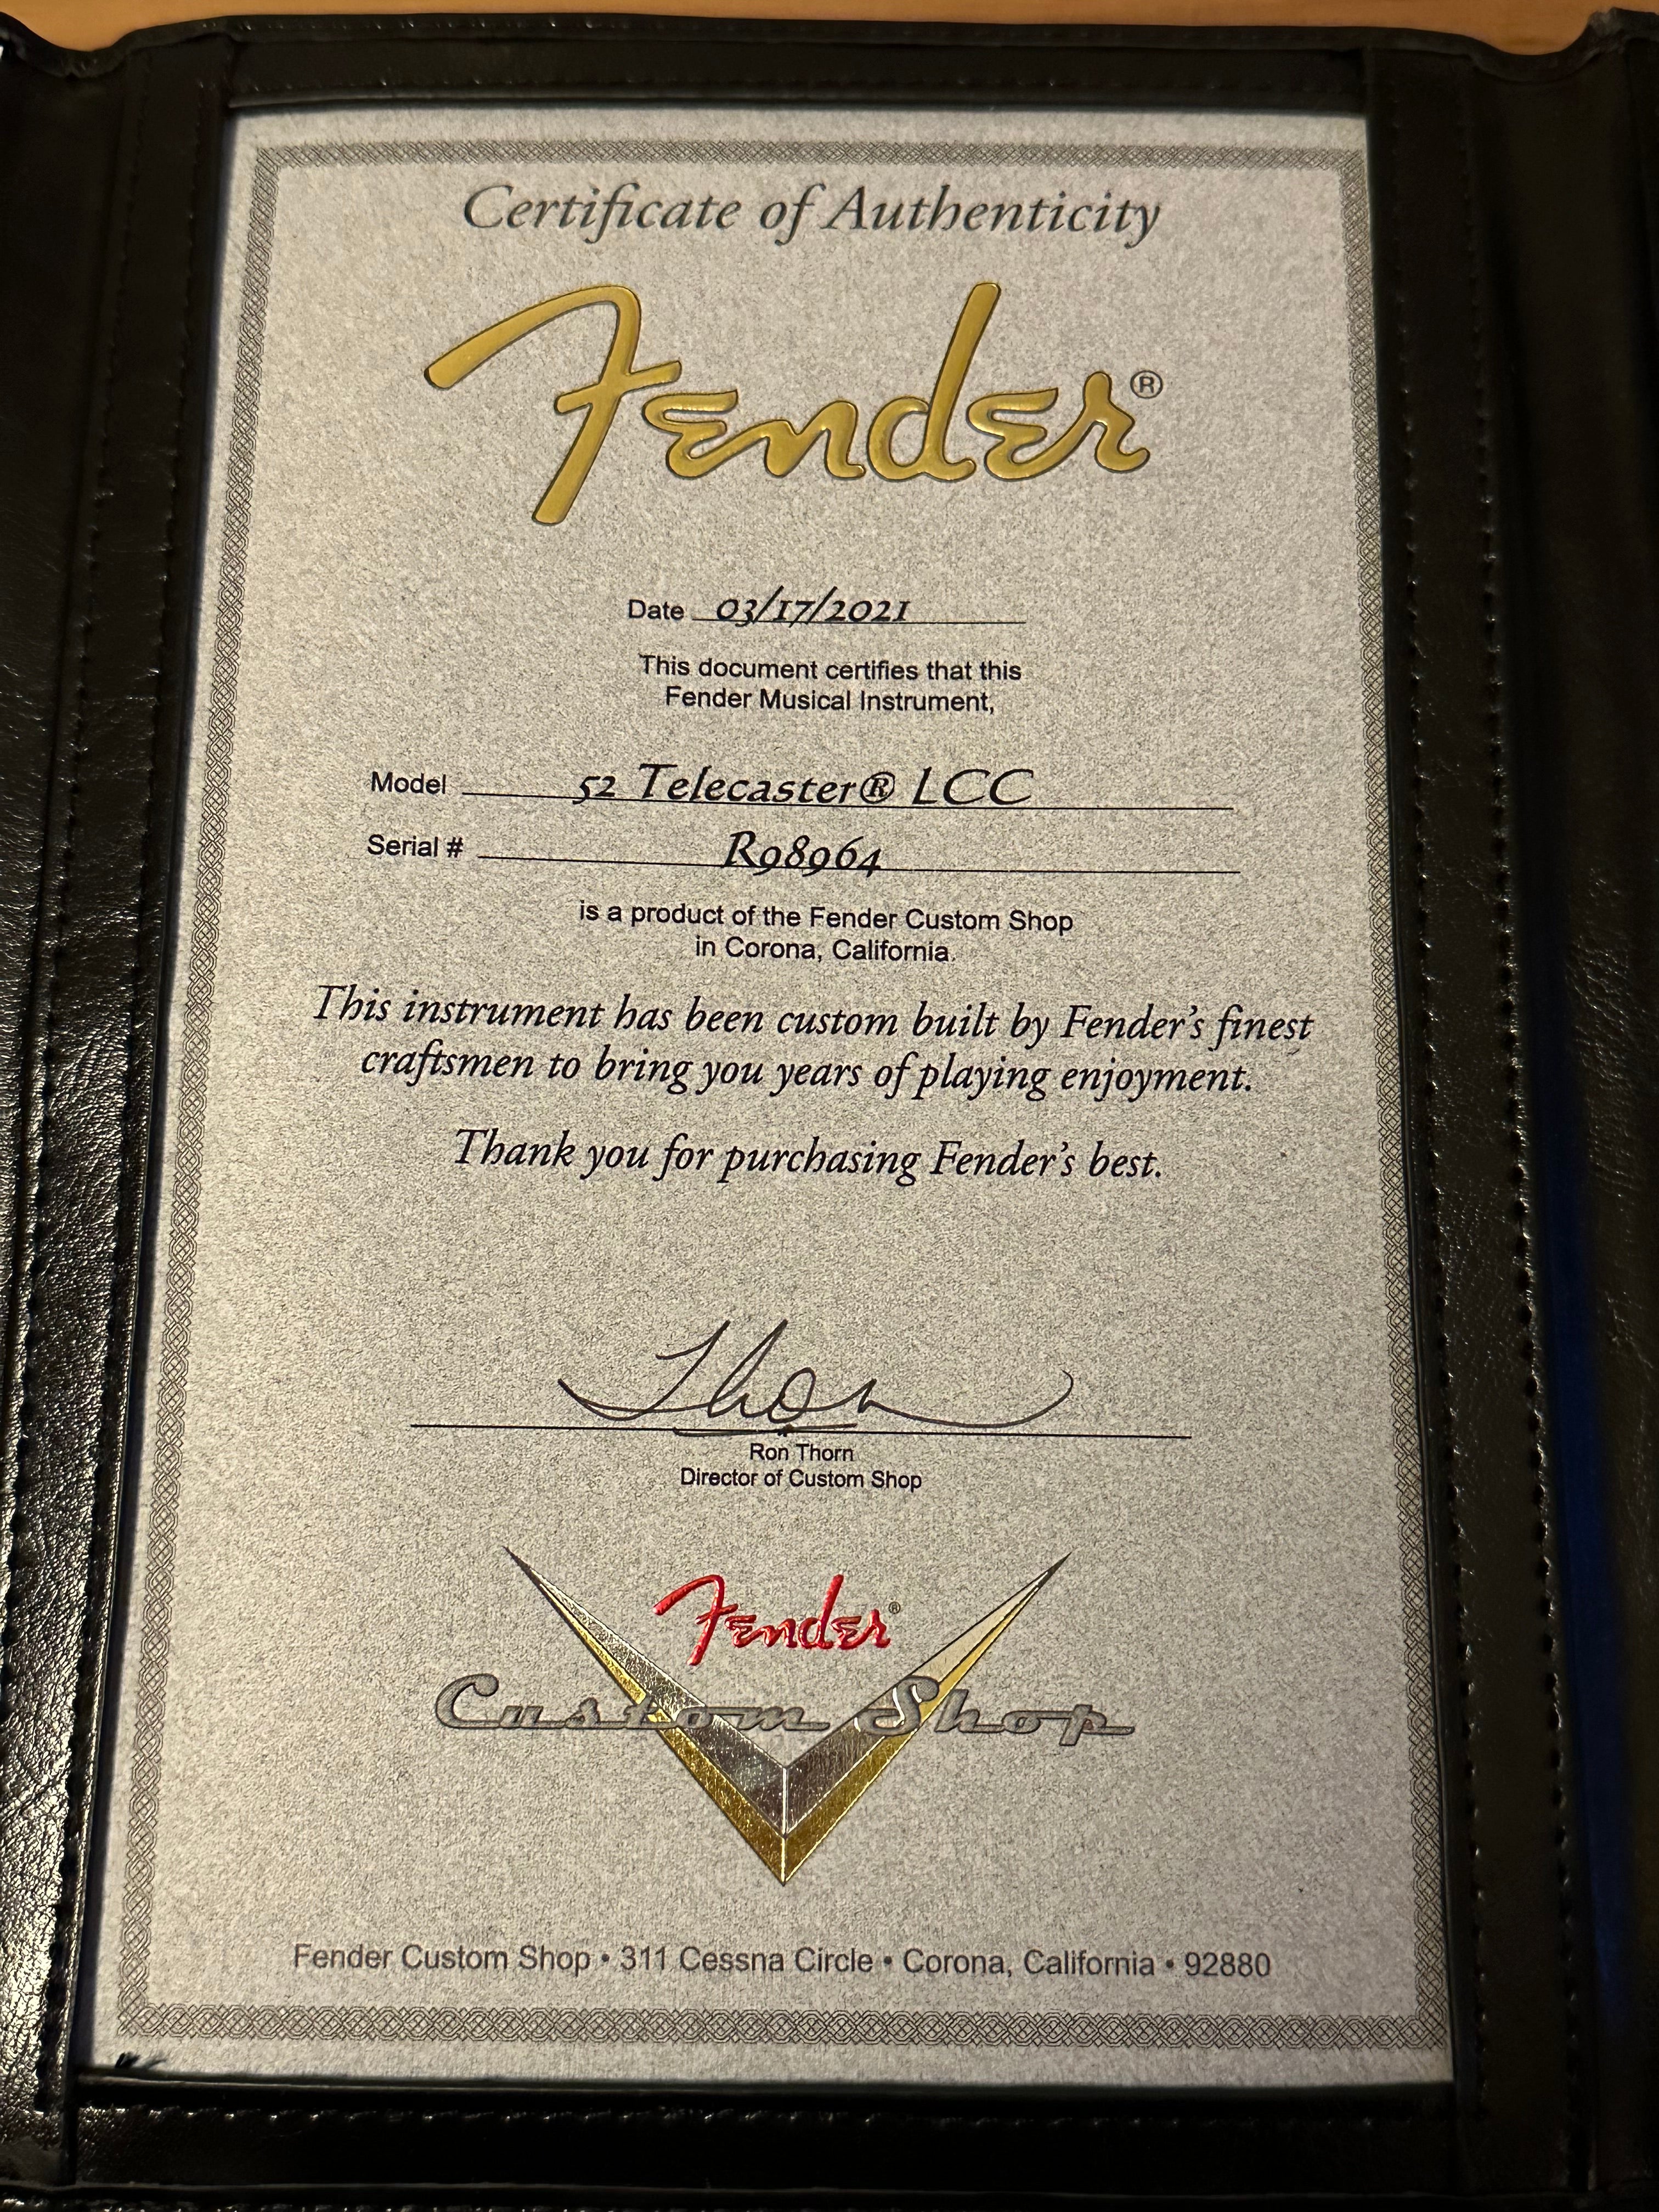 Certificate of Authenticity
Fender®
Date 03/17/2021
This document certifies that this
Fender Musical Instrument,
Model 52 Telecaster® LCC
Serial # R98964
is a product of the Fender Custom Shop
in Corona, California.
This instrument has been custom built by Fender's finest
craftsmen to bring you years of playing enjoyment.
Thank you for purchasing Fender's best.
Thorn
Ron Thorn
Director of Custom Shop
Fender®
Custom Shop
Fender Custom Shop • 311 Cessna Circle • Corona, California • 92880